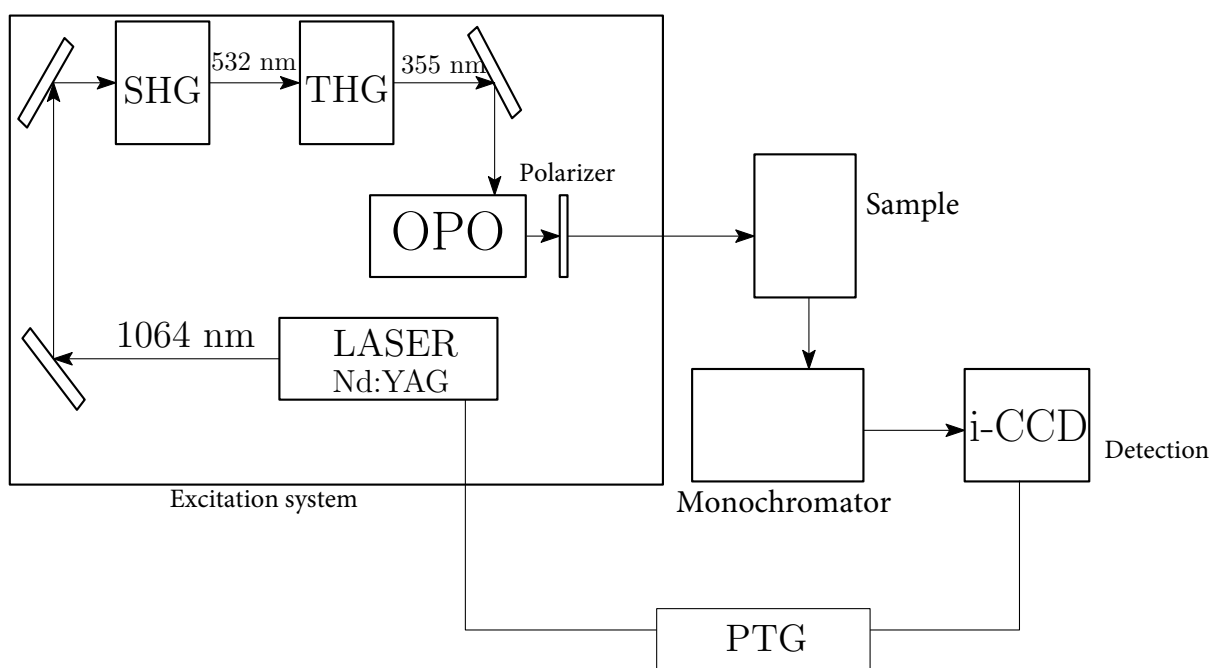 532 nm
355 nm
SHG
THG
Polarizer
OPO
Sample
1064 nm
LASER
Nd:YAG
i-CCD
Detection
Excitation system
Monochromator
PTG